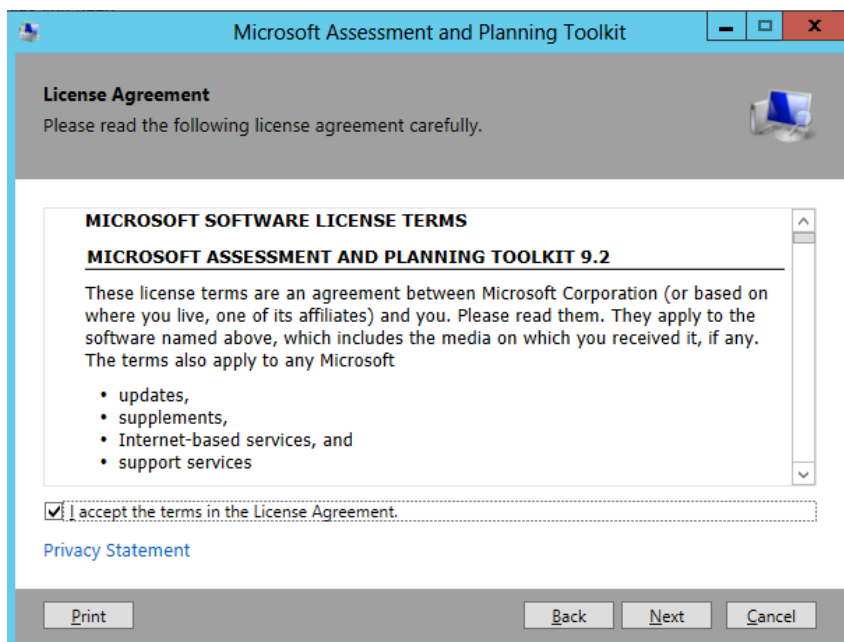 Microsoft Assessment and Planning Toolkit
License Agreement
Please read the following license agreement carefully.
MICROSOFT SOFTWARE LICENSE TERMS
MICROSOFT ASSESSMENT AND PLANNING TOOLKIT 9.2
These license terms are an agreement between Microsoft Corporation (or based on
where you live, one of its affiliates) and you. Please read them. They apply to the
software named above, which includes the media on which you received it, if any.
The terms also apply to any Microsoft
• updates,
• supplements,
• Internet-based services, and
• support services
I accept the terms in the License Agreement.
Privacy Statement
Print Back Next Cancel